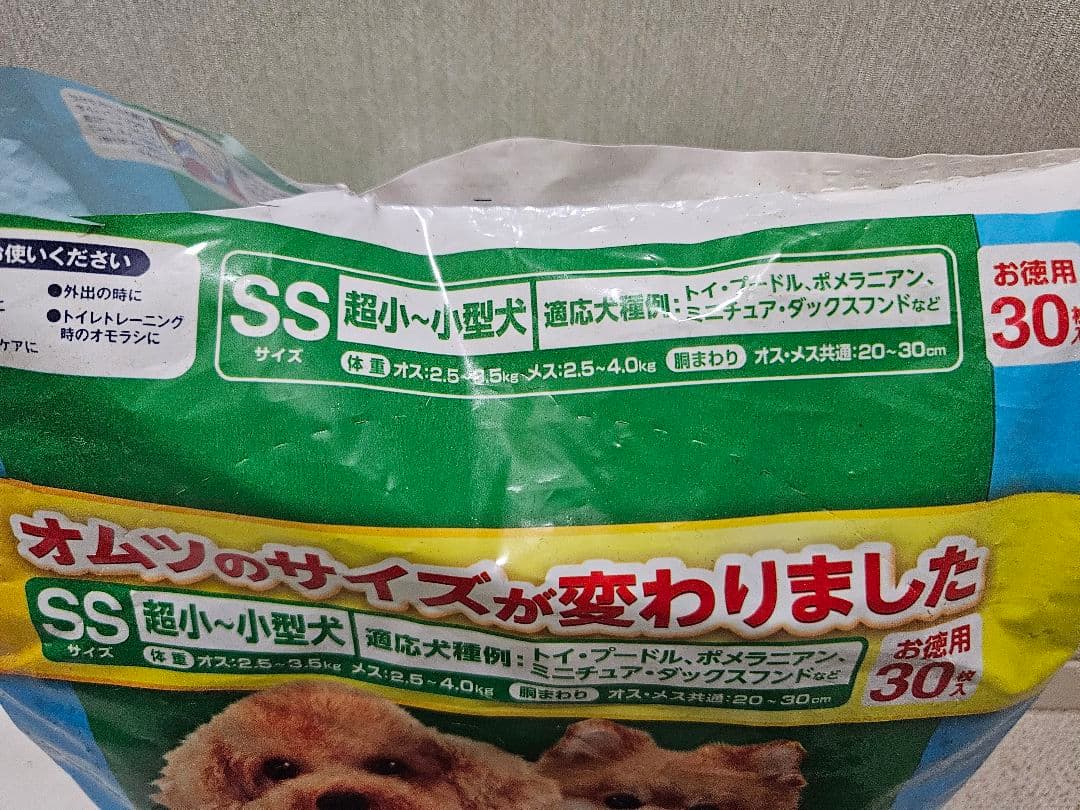 お使いください
●外出の時に
●トイレトレーニング
時のオモラシに
ケアに
SS
サイズ
超小~小型犬
適応犬種例:トイ・プードル、ポメラニアン、
ミニチュア・ダックスフンドなど
体重 オス:2.5~3.5kg メス:2.5~4.0kg 胴まわり オス・メス共通:20~30cm
お徳用
30枚入
オムツのサイズが変わりました
SS
サイズ
超小~小型犬
適応犬種例:トイ・プードル、ポメラニアン、
ミニチュア・ダックスフンドなど
体重 オス:2.5~3.5kg メス:2.5~4.0kg 胴まわり オス・メス共通:20~30cm
お徳用
30枚入